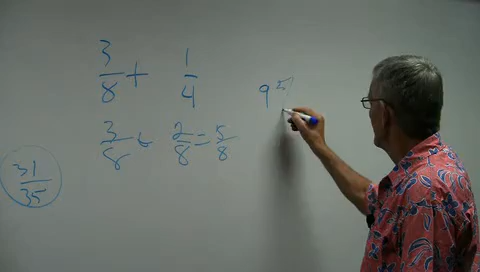 3/8 + 1/4
3/8 + 2/8 = 5/8
31/35
9